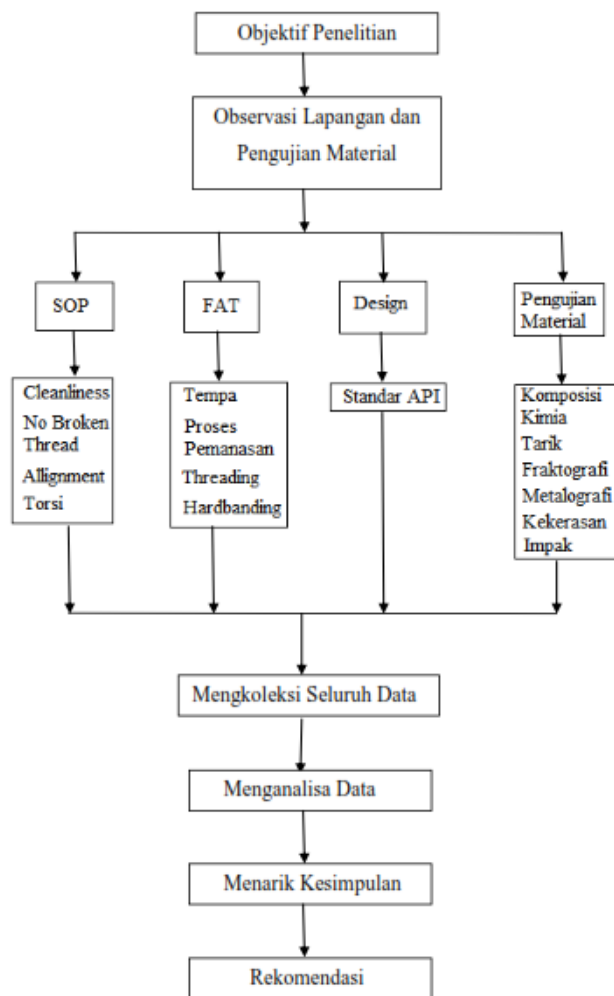 Objektif Penelitian
Observasi Lapangan dan
Pengujian Material
SOP
FAT
Design
Pengujian
Material
Cleanliness
No Broken
Thread
Allignment
Torsi
Tempa
Proses
Pemanasan
Threading
Hardbanding
Standar API
Komposisi
Kimia
Tarik
Fraktografi
Metalografi
Kekerasan
Impak
Mengkoleksi Seluruh Data
Menganalisa Data
Menarik Kesimpulan
Rekomendasi